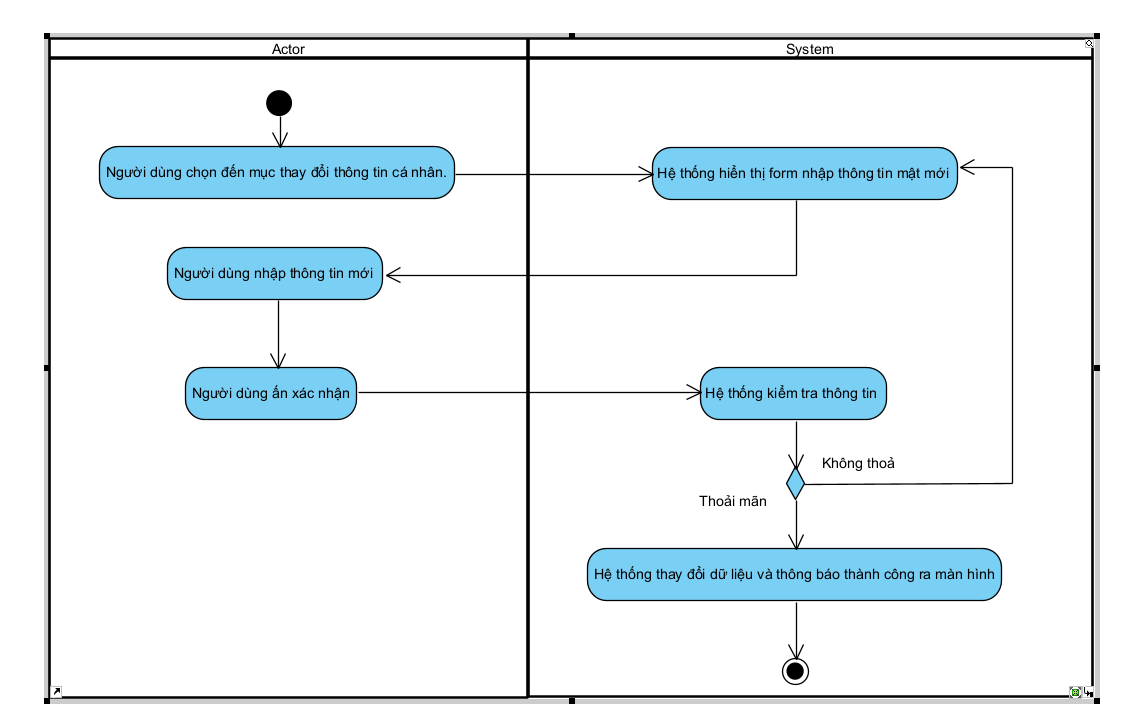 Actor
System
Người dùng chọn đến mục thay đổi thông tin cá nhân.
Hệ thống hiển thị form nhập thông tin mật mới
Người dùng nhập thông tin mới
Người dùng ấn xác nhận
Hệ thống kiểm tra thông tin
Không thoả
Thoải mãn
Hệ thống thay đổi dữ liệu và thông báo thành công ra màn hình